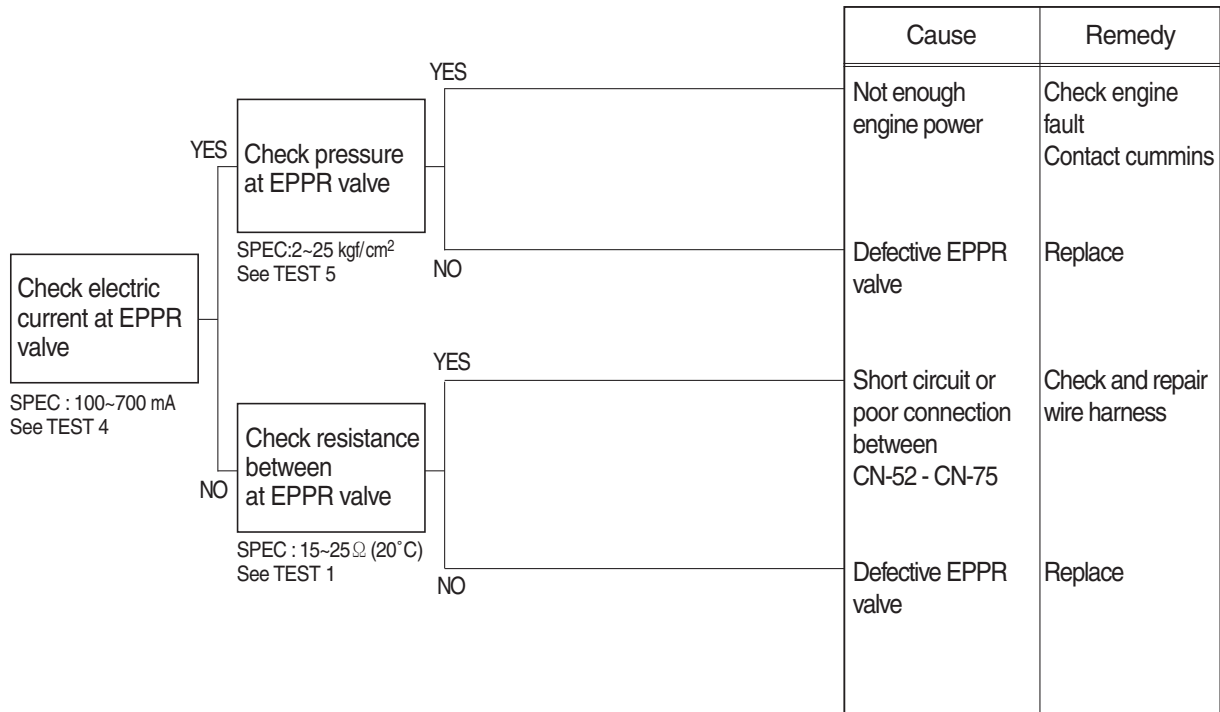 Cause
Remedy
YES
Not enough
engine power
Check engine
fault
Contact cummins
YES
Check pressure
at EPPR valve
SPEC:2~25 kgf/cm²
See TEST 5
NO
Defective EPPR
valve
Replace
Check electric
current at EPPR
valve
SPEC : 100~700 mA
See TEST 4
YES
Short circuit or
poor connection
between
CN-52 - CN-75
Check and repair
wire harness
NO
Check resistance
between
at EPPR valve
SPEC : 15~25Ω (20˚C)
See TEST 1
NO
Defective EPPR
valve
Replace